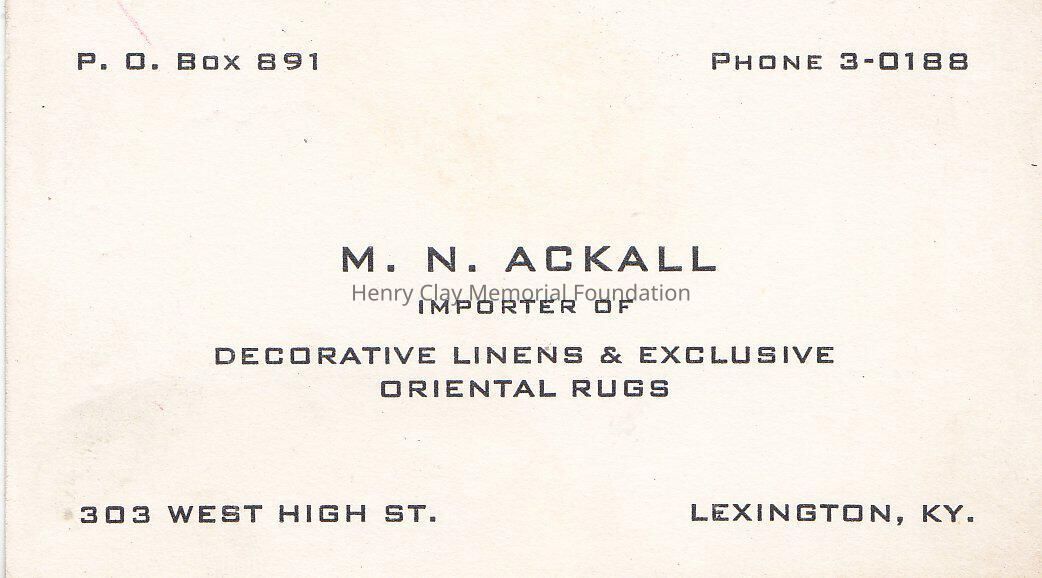 P. O. Box 891
Phone 3-0188
M. N. ACKALL
Henry Clay Memorial Foundation
IMPORTER OF
DECORATIVE LINENS & EXCLUSIVE
ORIENTAL RUGS
303 WEST HIGH ST.
LEXINGTON, KY.